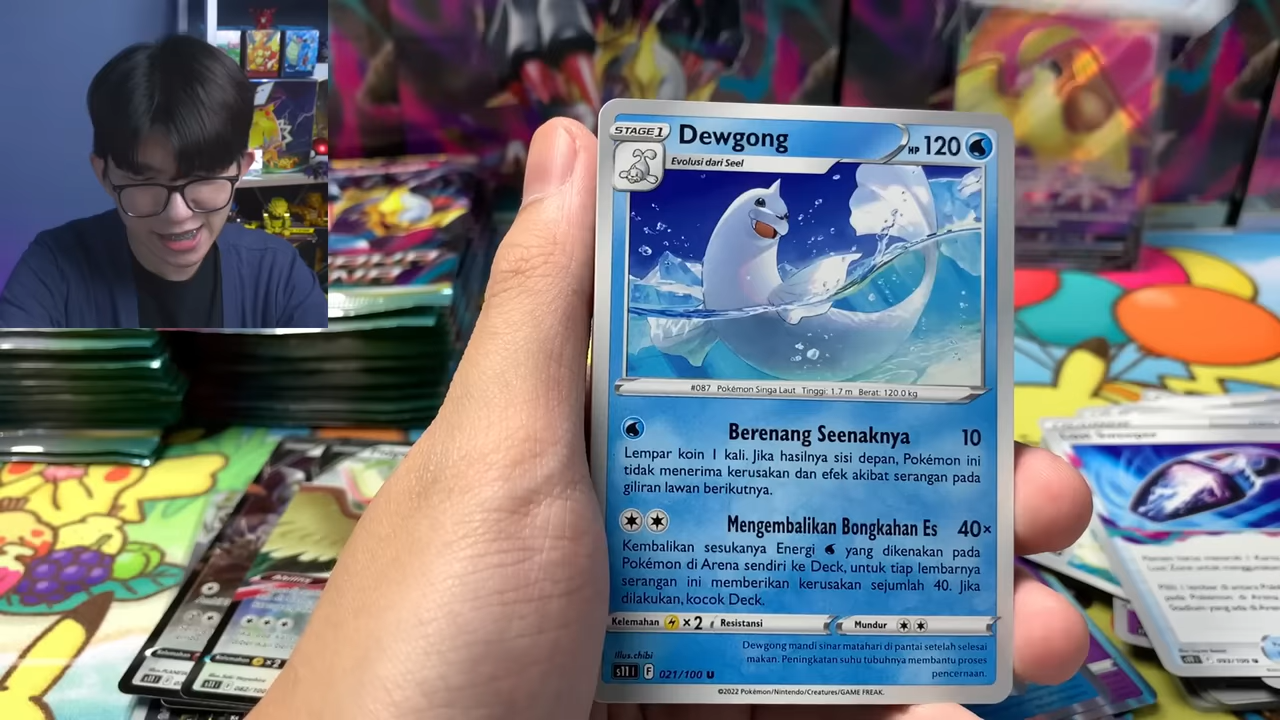 STAGE1
Dewgong
HP 120
Evolusi dari Seel
#087 Pokémon Singa Laut Tinggi: 1.7 m Berat: 120.0 kg
Berenang Seenaknya 10
Lempar koin 1 kali. Jika hasilnya sisi depan, Pokémon ini
tidak menerima kerusakan dan efek akibat serangan pada
giliran lawan berikutnya.
Mengembalikan Bongkahan Es 40×
Kembalikan sesukanya Energi yang dikenakan pada
Pokémon di Arena sendiri ke Deck, untuk tiap lembarnya
serangan ini memberikan kerusakan sejumlah 40. Jika
dilakukan, kocok Deck.
Kelemahan ×2 Resistansi Mundur
Dewgong mandi sinar matahari di pantai setelah selesai
makan. Peningkatan suhu tubuhnya membantu proses
pencernaan.
Illus.chibi
s11 I F 021/100 U
©2022 Pokémon/Nintendo/Creatures/GAME FREAK.